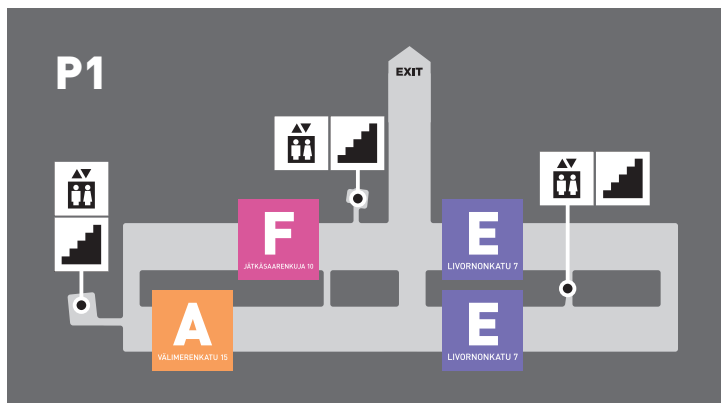 P1
EXIT
F
JÄTKÄSAARENKUJA 10
E
LIVORNONKATU 7
A
VÄLIMERENKATU 15
E
LIVORNONKATU 7